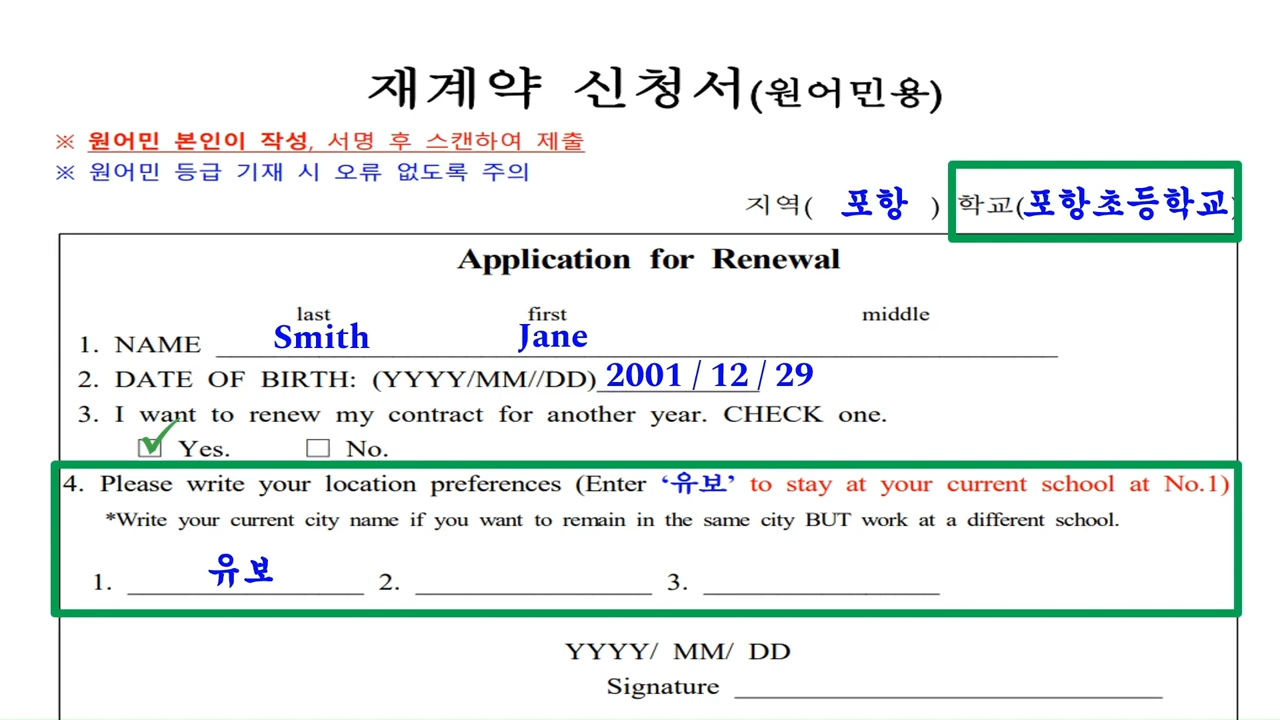 재계약 신청서(원어민용)
※ 원어민 본인이 작성, 서명 후 스캔하여 제출
※ 원어민 등급 기재 시 오류 없도록 주의
지역( 포항 ) 학교(포항초등학교)
Application for Renewal
last first middle
1. NAME Smith Jane
2. DATE OF BIRTH: (YYYY/MM//DD) 2001 / 12 / 29
3. I want to renew my contract for another year. CHECK one.
☑ Yes. ☐ No.
4. Please write your location preferences (Enter ‘유보’ to stay at your current school at No.1)
*Write your current city name if you want to remain in the same city BUT work at a different school.
1. 유보 2. 3.
YYYY/ MM/ DD
Signature